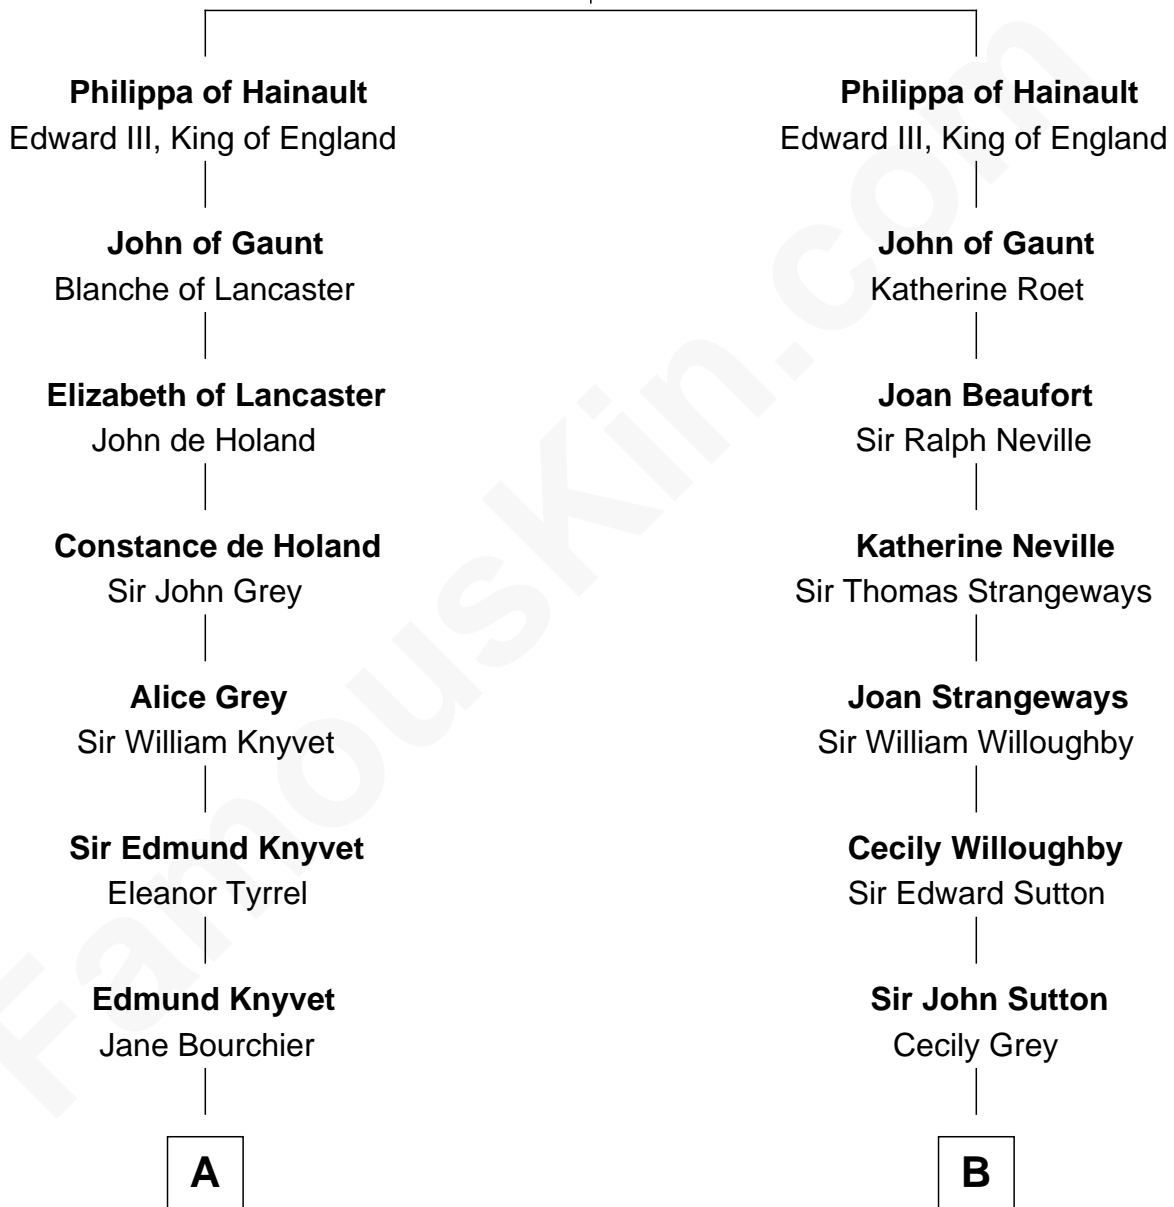 Philippa of Hainault
Edward III, King of England
John of Gaunt
Blanche of Lancaster
Elizabeth of Lancaster
John de Holand
Constance de Holand
Sir John Grey
Alice Grey
Sir William Knyvet
Sir Edmund Knyvet
Eleanor Tyrrel
Edmund Knyvet
Jane Bourchier
A
Philippa of Hainault
Edward III, King of England
John of Gaunt
Katherine Roet
Joan Beaufort
Sir Ralph Neville
Katherine Neville
Sir Thomas Strangeways
Joan Strangeways
Sir William Willoughby
Cecily Willoughby
Sir Edward Sutton
Sir John Sutton
Cecily Grey
B
FamousKin.com